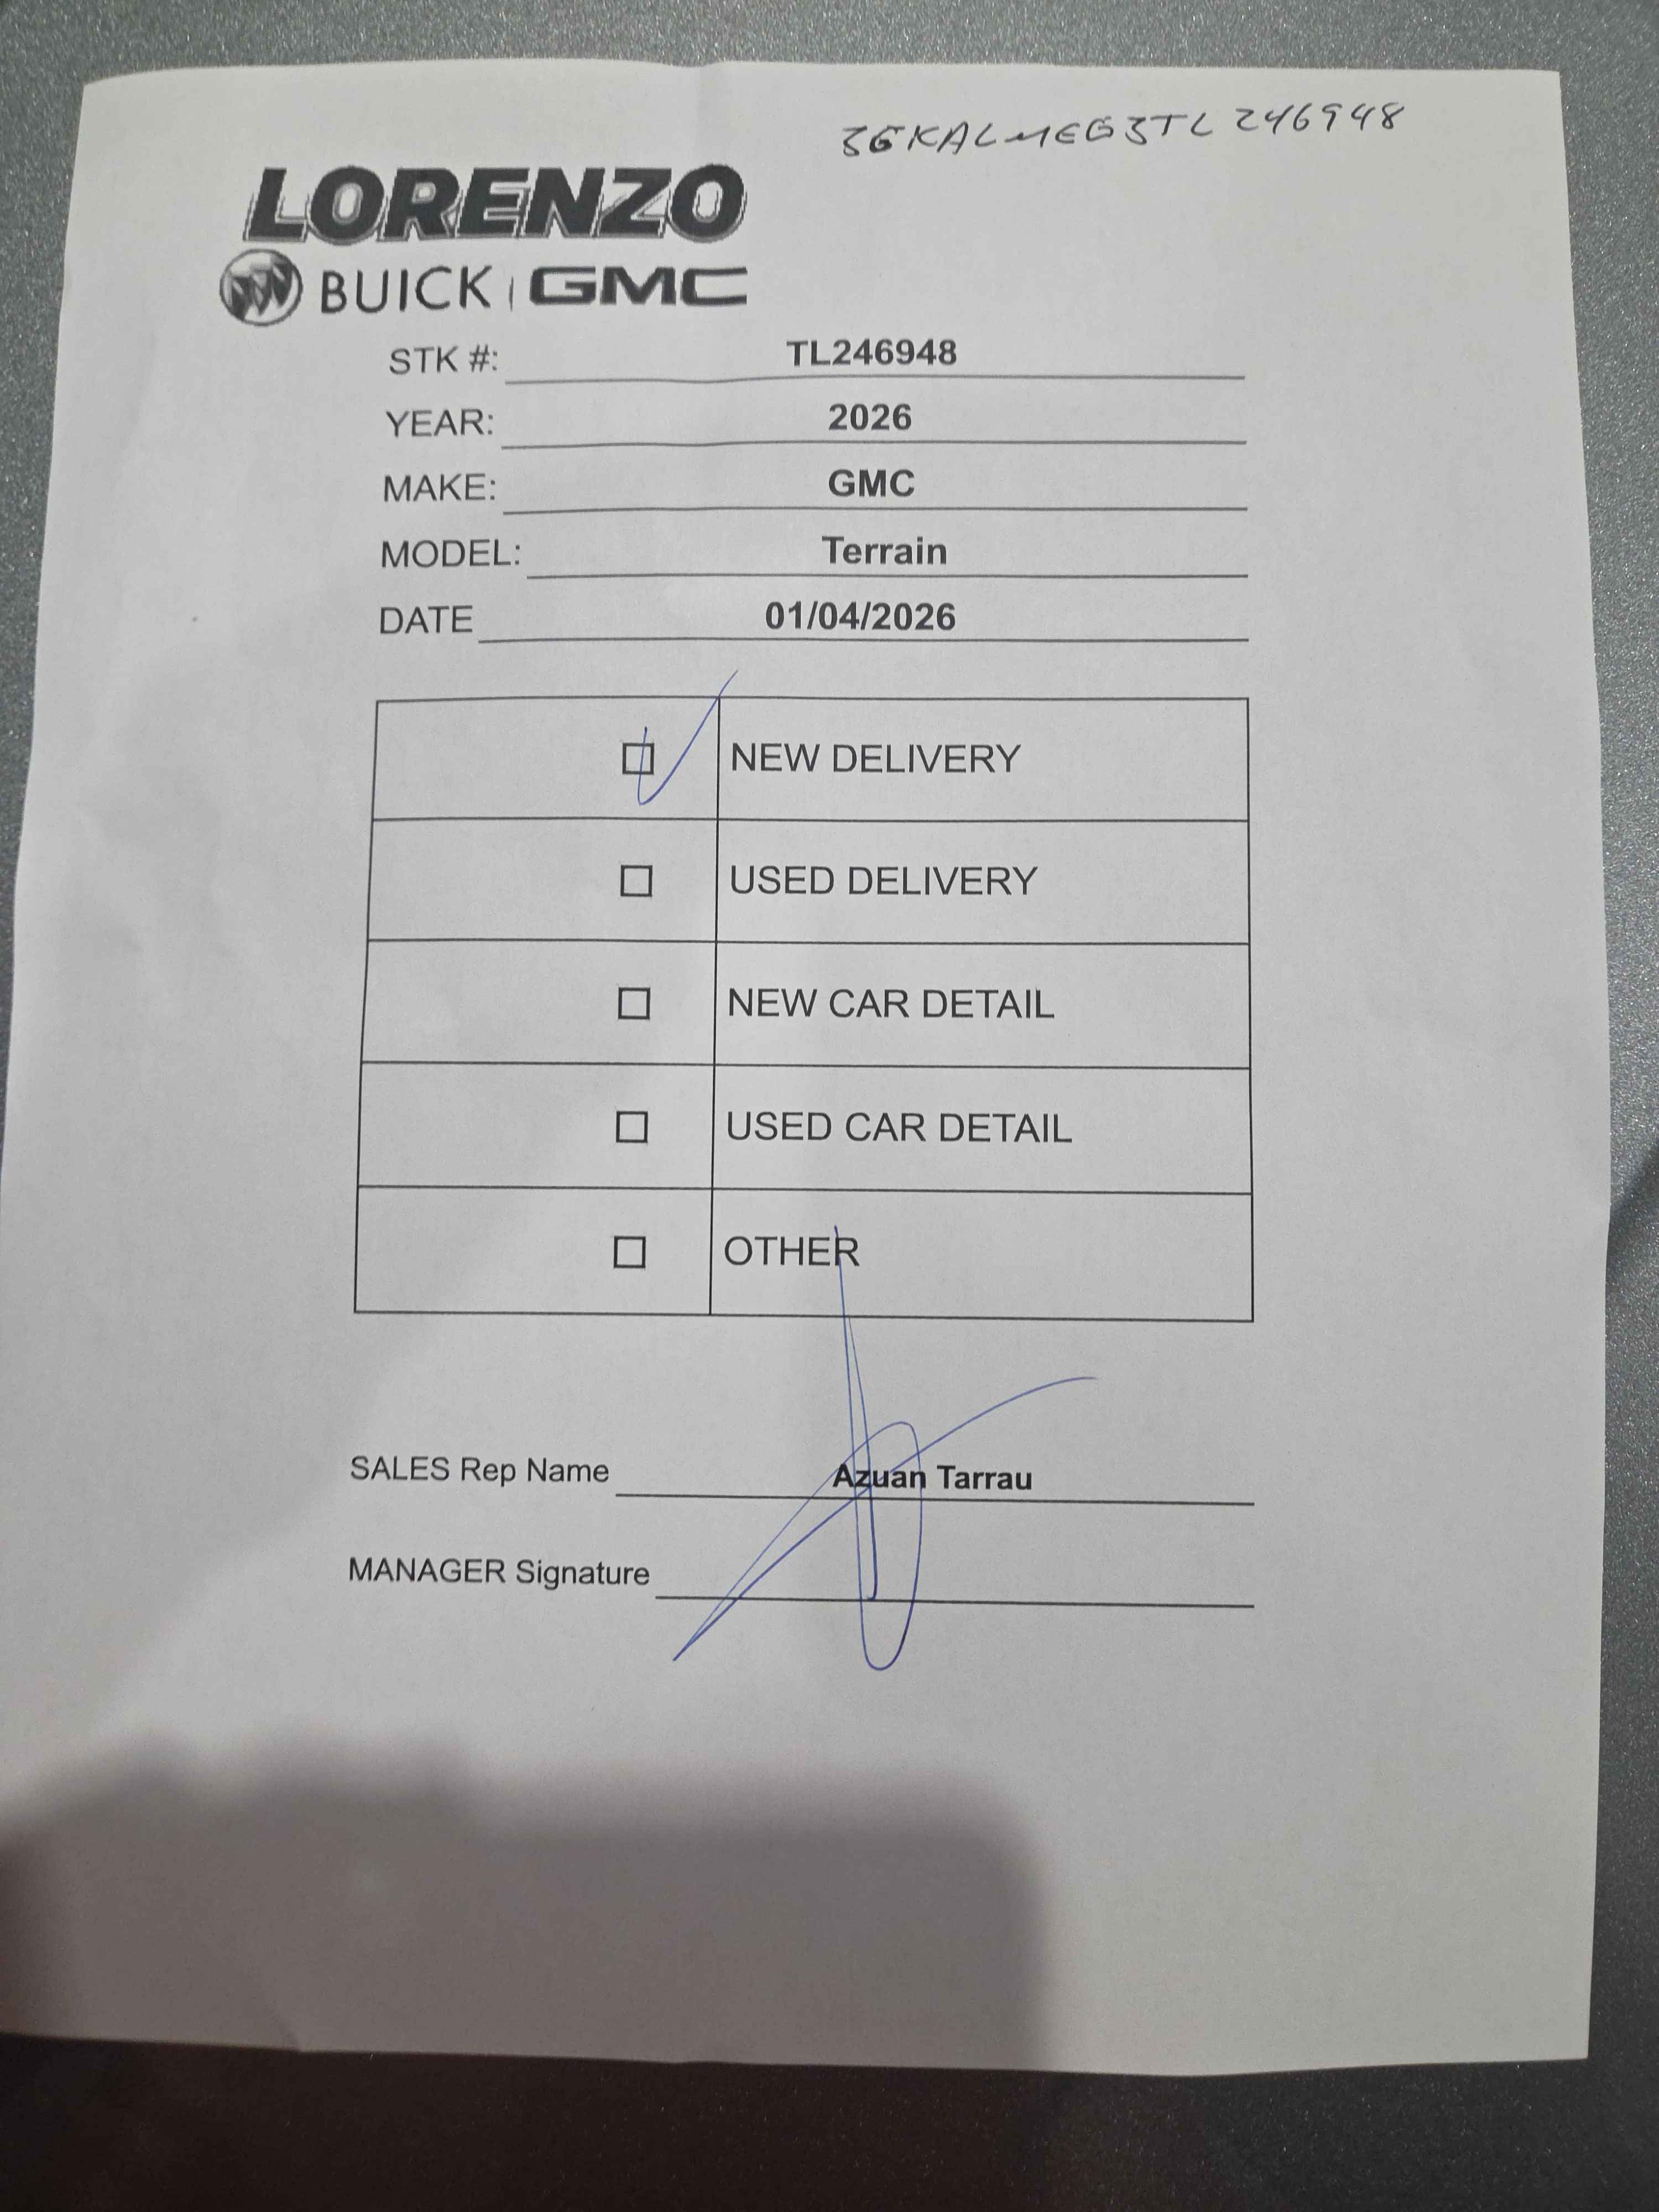 3GKALMEG3TL246948
LORENZO
BUICK | GMC
STK #: TL246948
YEAR: 2026
MAKE: GMC
MODEL: Terrain
DATE 01/04/2026
NEW DELIVERY
USED DELIVERY
NEW CAR DETAIL
USED CAR DETAIL
OTHER
SALES Rep Name Azuan Tarrau
MANAGER Signature